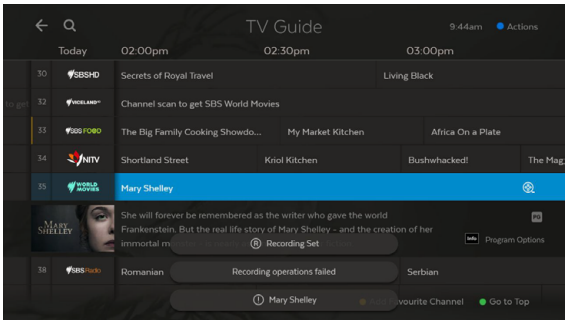 TV Guide
9:44am
Actions
Today
02:00pm
02:30pm
03:00pm
30
SBSHD
Secrets of Royal Travel
Living Black
to get
32
VICELAND
Channel scan to get SBS World Movies
33
SBS FOOD
The Big Family Cooking Showdo...
My Market Kitchen
Africa On a Plate
34
NITV
Shortland Street
Kriol Kitchen
Bushwhacked!
The Mag
35
WORLD MOVIES
Mary Shelley
MARY SHELLEY
She will forever be remembered as the writer who gave the world
Frankenstein. But the real life story of Mary Shelley - and the creation of her
immortal
PG
Program Options
R Recording Set
38
SBS Radio
Romanian
Recording operations failed
Serbian
Mary Shelley
Favourite Channel
Go to Top